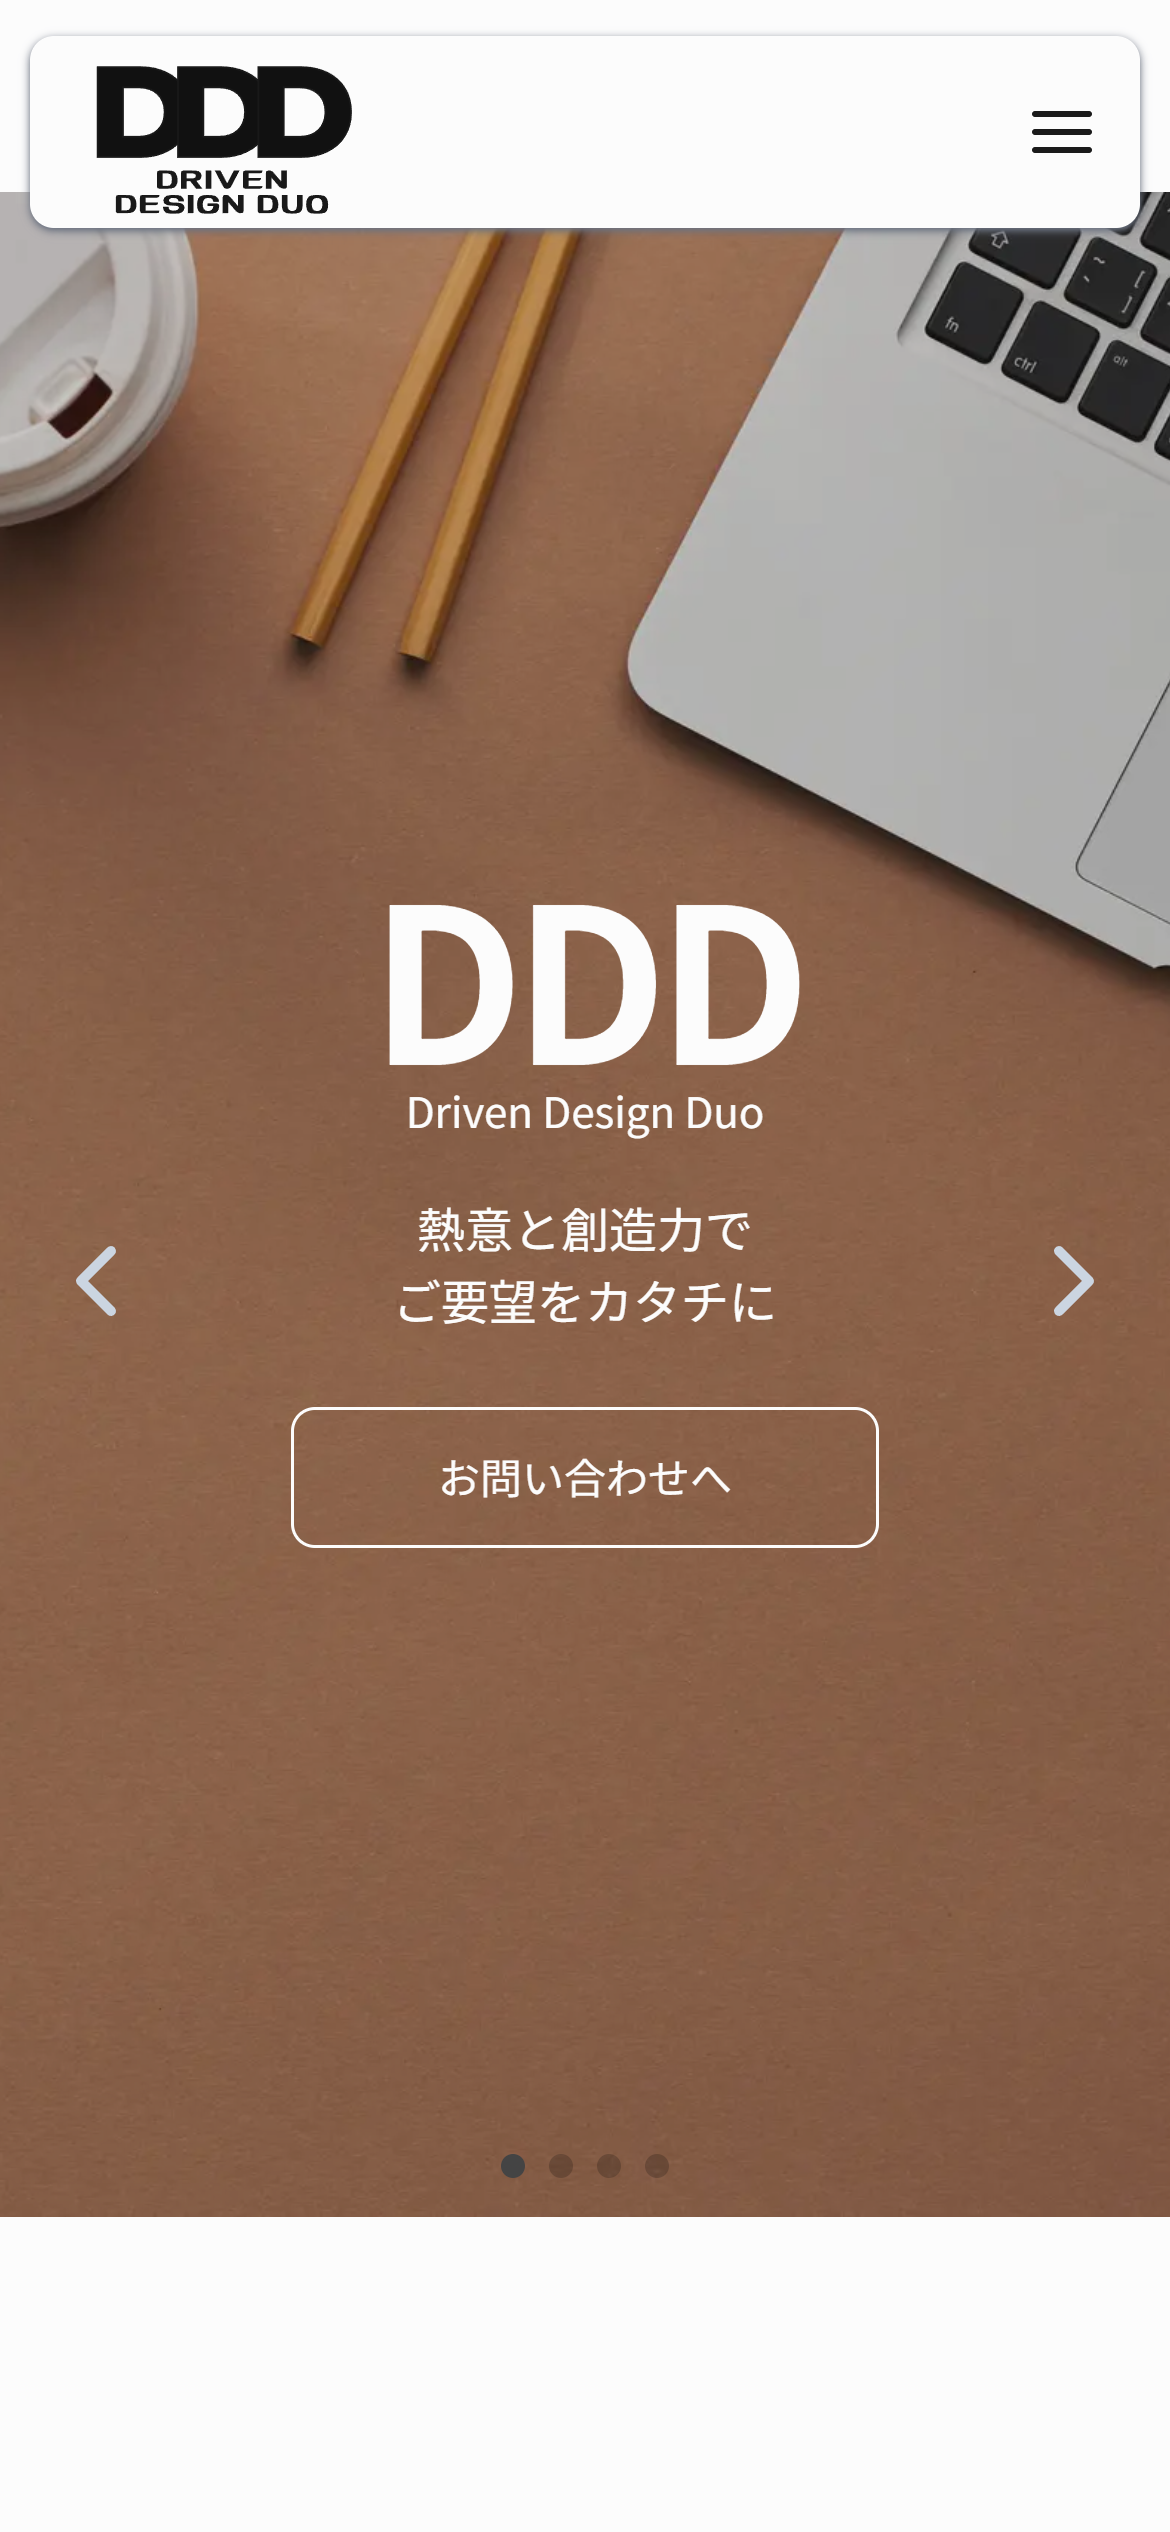 DDD
DRIVEN
DESIGN DUO
fn
ctrl
alt
~ [
` ]
DDD
Driven Design Duo
熱意と創造力で
ご要望をカタチに
お問い合わせへ